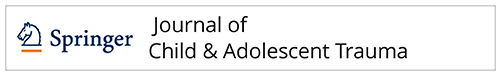 Springer
Journal of
Child & Adolescent Trauma